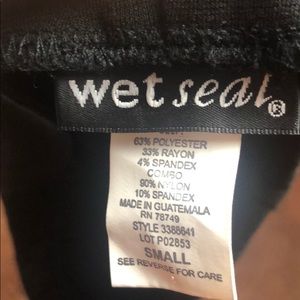 wet seal®
63% POLYESTER
33% RAYON
4% SPANDEX
COMBO
90% NYLON
10% SPANDEX
MADE IN GUATEMALA
RN 78749
STYLE 3388641
LOT P02853
SMALL
SEE REVERSE FOR CARE